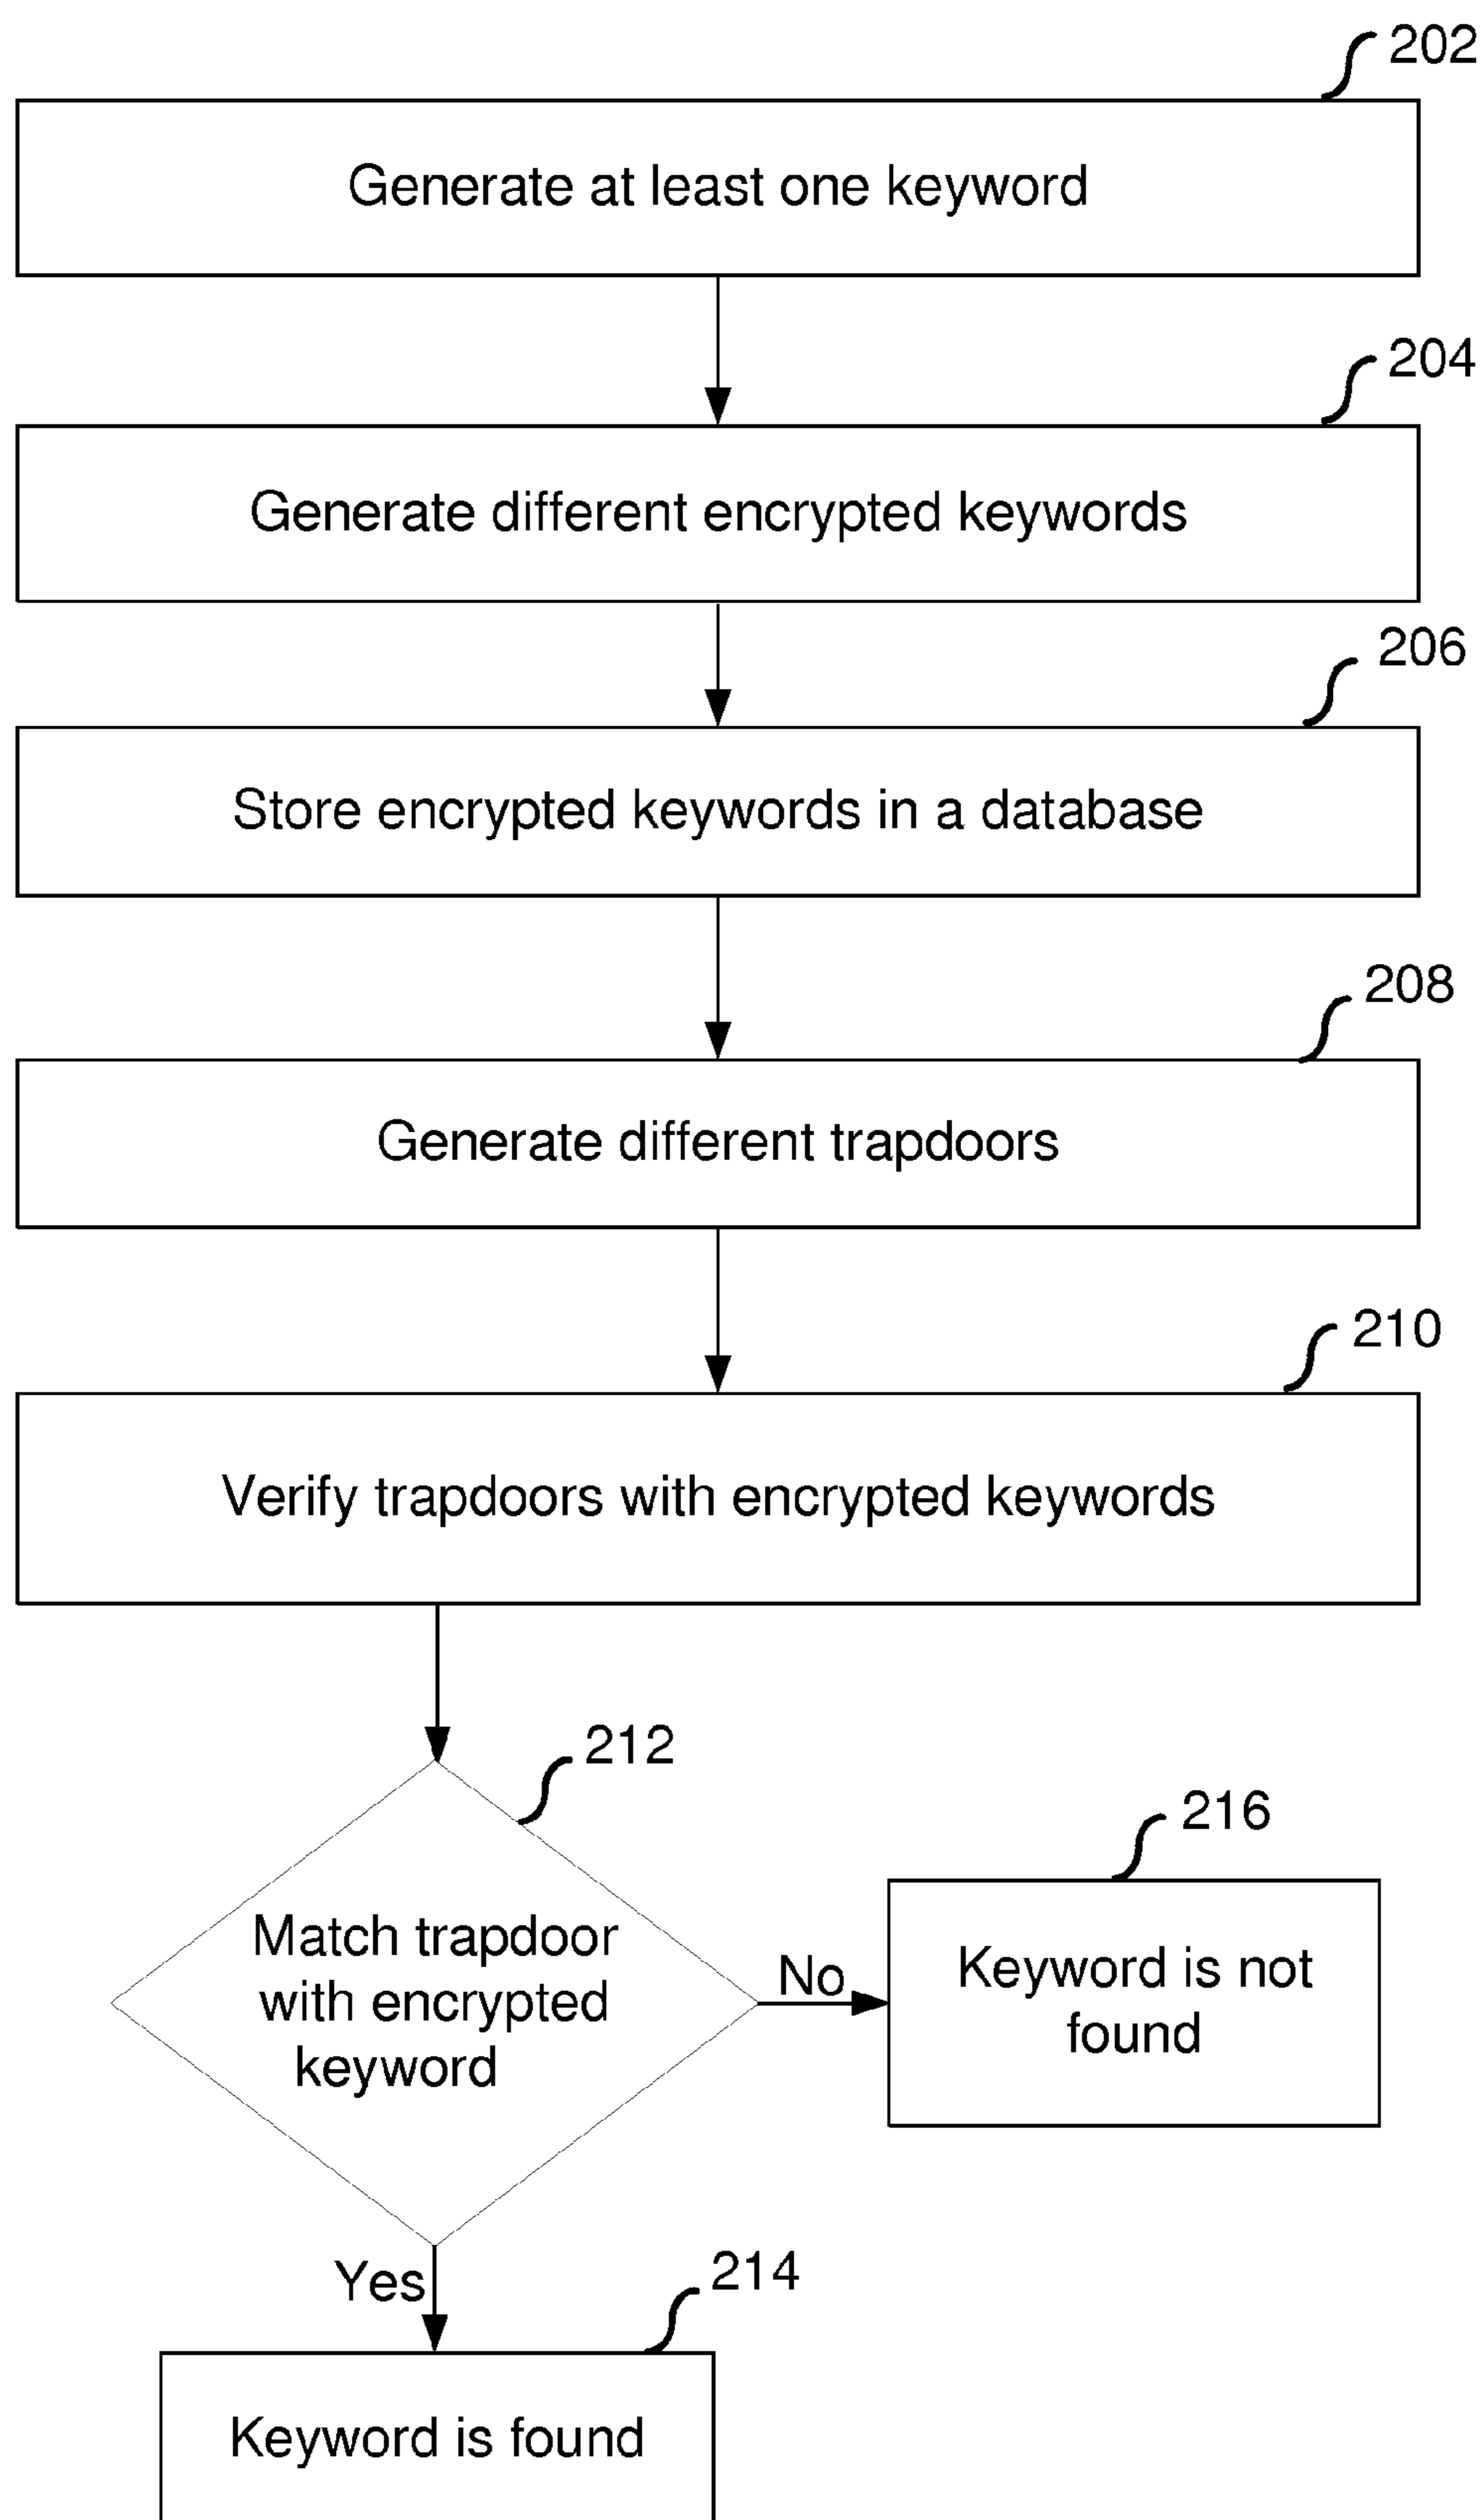 202
Generate at least one keyword
204
Generate different encrypted keywords
206
Store encrypted keywords in a database
208
Generate different trapdoors
210
Verify trapdoors with encrypted keywords
212
Match trapdoor
with encrypted
keyword
No
216
Keyword is not
found
Yes
214
Keyword is found